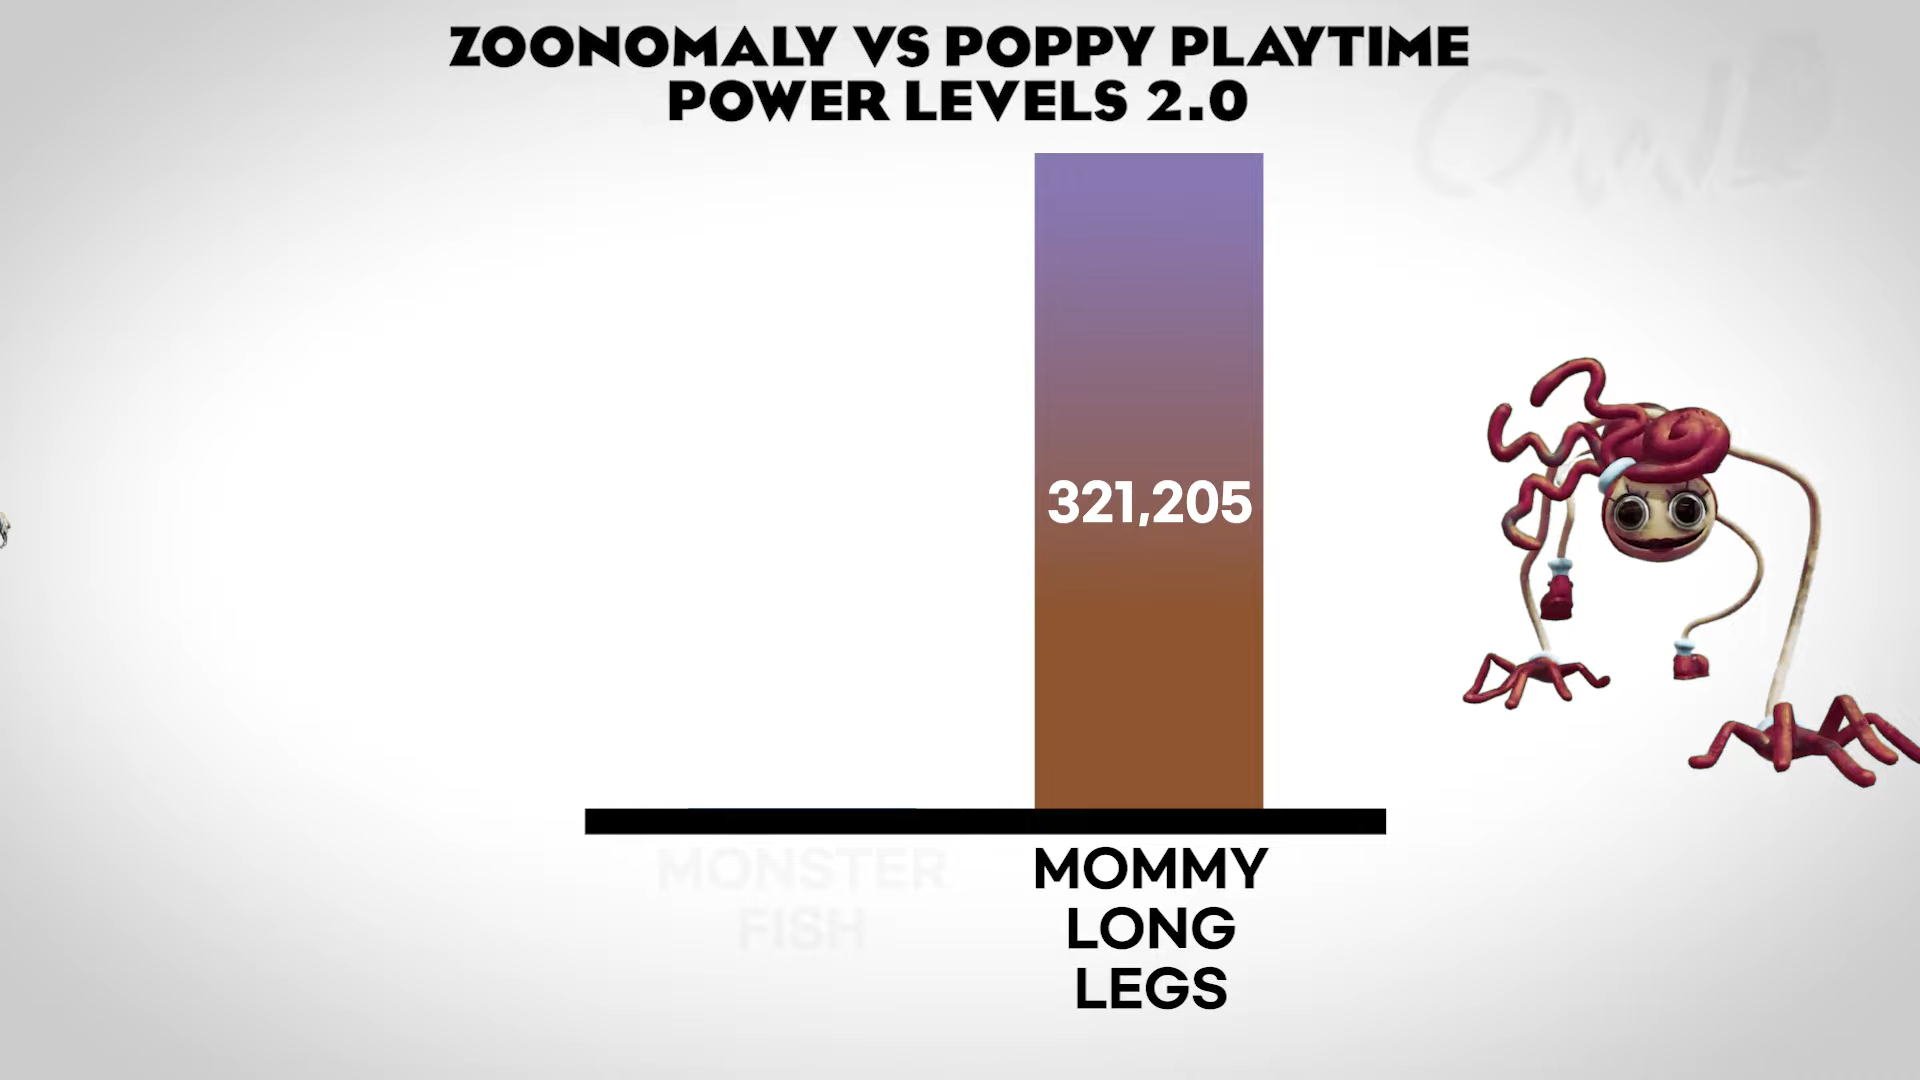 ZOONOMALY VS POPPY PLAYTIME
POWER LEVELS 2.0
321,205
MONSTER
FISH
MOMMY
LONG
LEGS